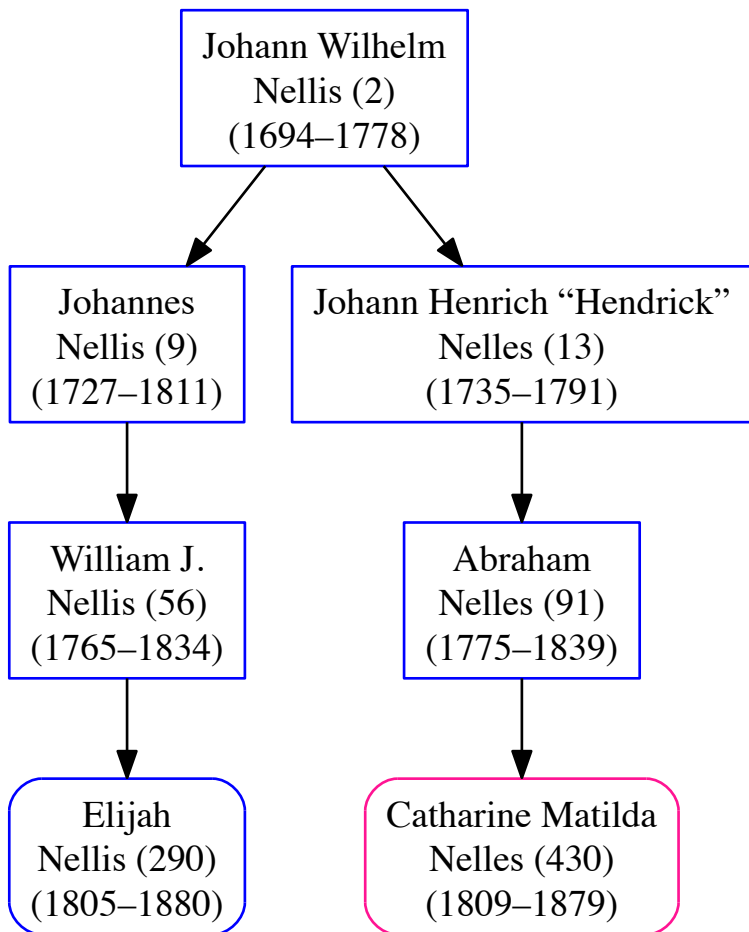 Johann Wilhelm
Nellis (2)
(1694–1778)
Johannes
Nellis (9)
(1727–1811)
Johann Henrich “Hendrick”
Nelles (13)
(1735–1791)
William J.
Nellis (56)
(1765–1834)
Abraham
Nelles (91)
(1775–1839)
Elijah
Nellis (290)
(1805–1880)
Catharine Matilda
Nelles (430)
(1809–1879)